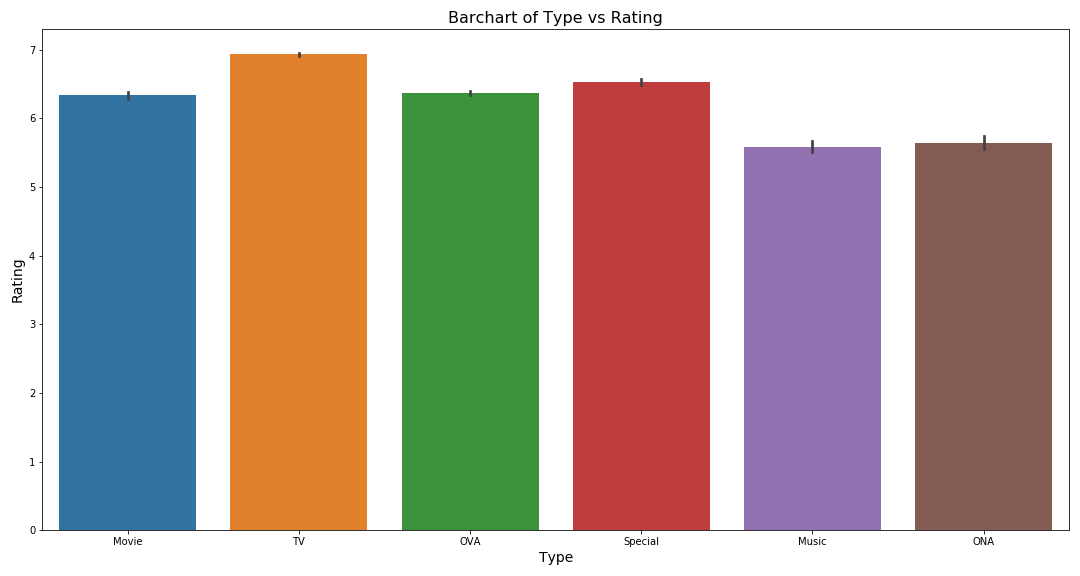 Barchart of Type vs Rating
7
6
5
4
3
2
1
0
Rating
Movie TV OVA Special Music ONA
Type